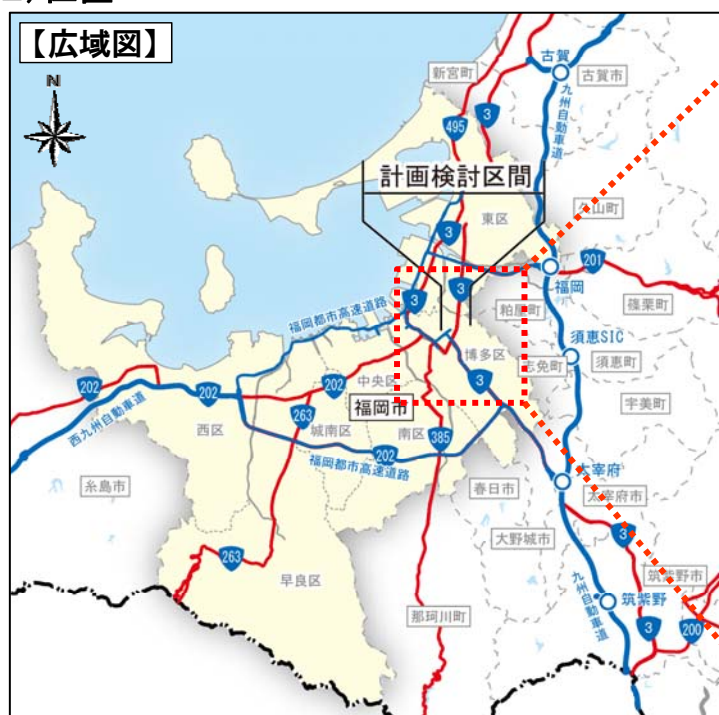 【広域図】
N
古賀
新宮町
古賀市
九州自動車道
3
495
計画検討区間
東区
久山町
3
201
福岡
3
3
粕屋町
篠栗町
福岡都市高速道路
須恵SIC
博多区
志免町
須恵町
202
中央区
3
202
202
福岡市
宇美町
西九州自動車道
263
西区
城南区
南区
385
202
福岡都市高速道路
太宰府
糸島市
春日市
太宰府市
大野城市
3
263
早良区
筑紫野市
九州自動車道
筑紫野
那珂川町
3
200